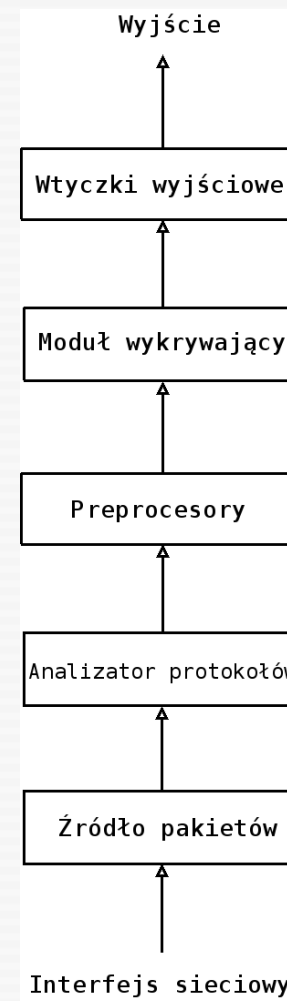 Wyjście
Wtyczki wyjściowe
Moduł wykrywający
Preprocesory
Analizator protokołów
Źródło pakietów
Interfejs sieciowy